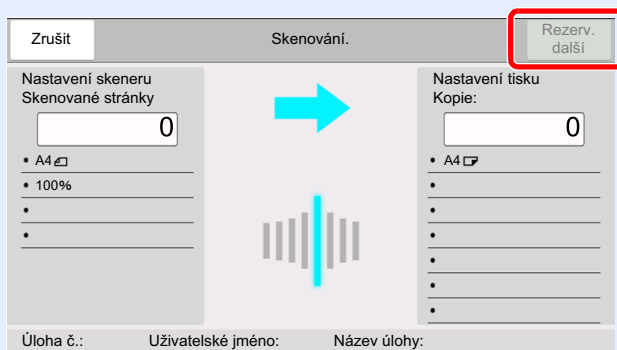 Zrušit
Skenování.
Rezerv.
další
Nastavení skeneru
Skenované stránky
0
• A4
• 100%
•
•
Nastavení tisku
Kopie:
0
• A4
•
•
•
•
•
•
Úloha č.: Uživatelské jméno: Název úlohy: